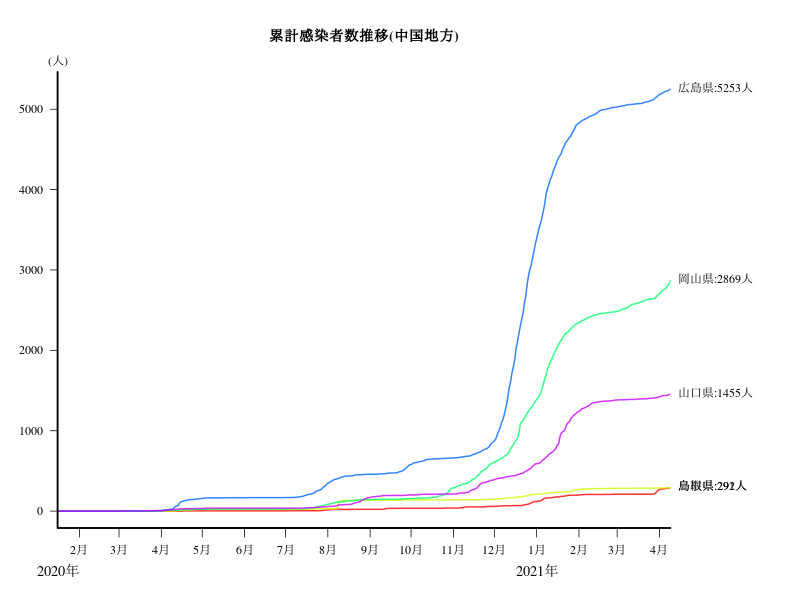 累計感染者数推移(中国地方)
(人)
広島県:5253人
5000
4000
3000
岡山県:2869人
2000
山口県:1455人
1000
0
2月 3月 4月 5月 6月 7月 8月 9月 10月 11月 12月 1月 2月 3月 4月
2020年 2021年